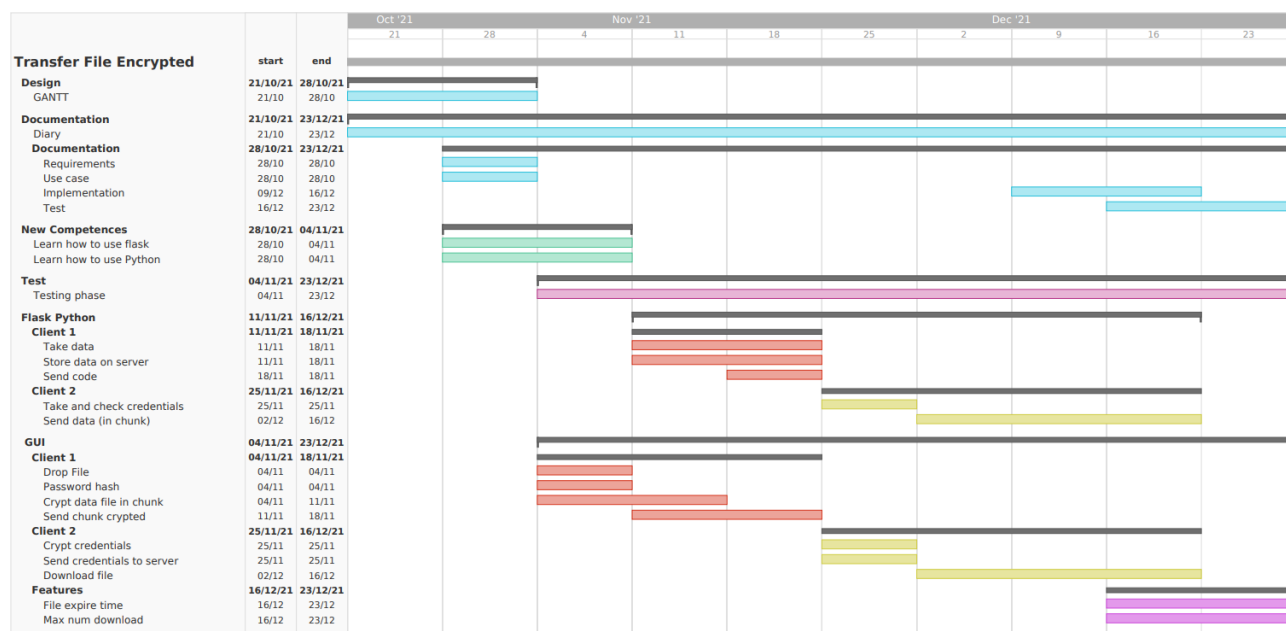 Oct '21 Nov '21 Dec '21
21 28 4 11 18 25 2 9 16 23
Transfer File Encrypted start end
Design 21/10/21 28/10/21
GANTT 21/10 28/10
Documentation 21/10/21 23/12/21
Diary 21/10 23/12
Documentation 28/10/21 23/12/21
Requirements 28/10 28/10
Use case 28/10 28/10
Implementation 09/12 16/12
Test 16/12 23/12
New Competences 28/10/21 04/11/21
Learn how to use flask 28/10 04/11
Learn how to use Python 28/10 04/11
Test 04/11/21 23/12/21
Testing phase 04/11 23/12
Flask Python 11/11/21 16/12/21
Client 1 11/11/21 18/11/21
Take data 11/11 18/11
Store data on server 11/11 18/11
Send code 18/11 18/11
Client 2 25/11/21 16/12/21
Take and check credentials 25/11 25/11
Send data (in chunk) 02/12 16/12
GUI 04/11/21 23/12/21
Client 1 04/11/21 18/11/21
Drop File 04/11 04/11
Password hash 04/11 04/11
Crypt data file in chunk 04/11 11/11
Send chunk crypted 11/11 18/11
Client 2 25/11/21 16/12/21
Crypt credentials 25/11 25/11
Send credentials to server 25/11 25/11
Download file 02/12 16/12
Features 16/12/21 23/12/21
File expire time 16/12 23/12
Max num download 16/12 23/12